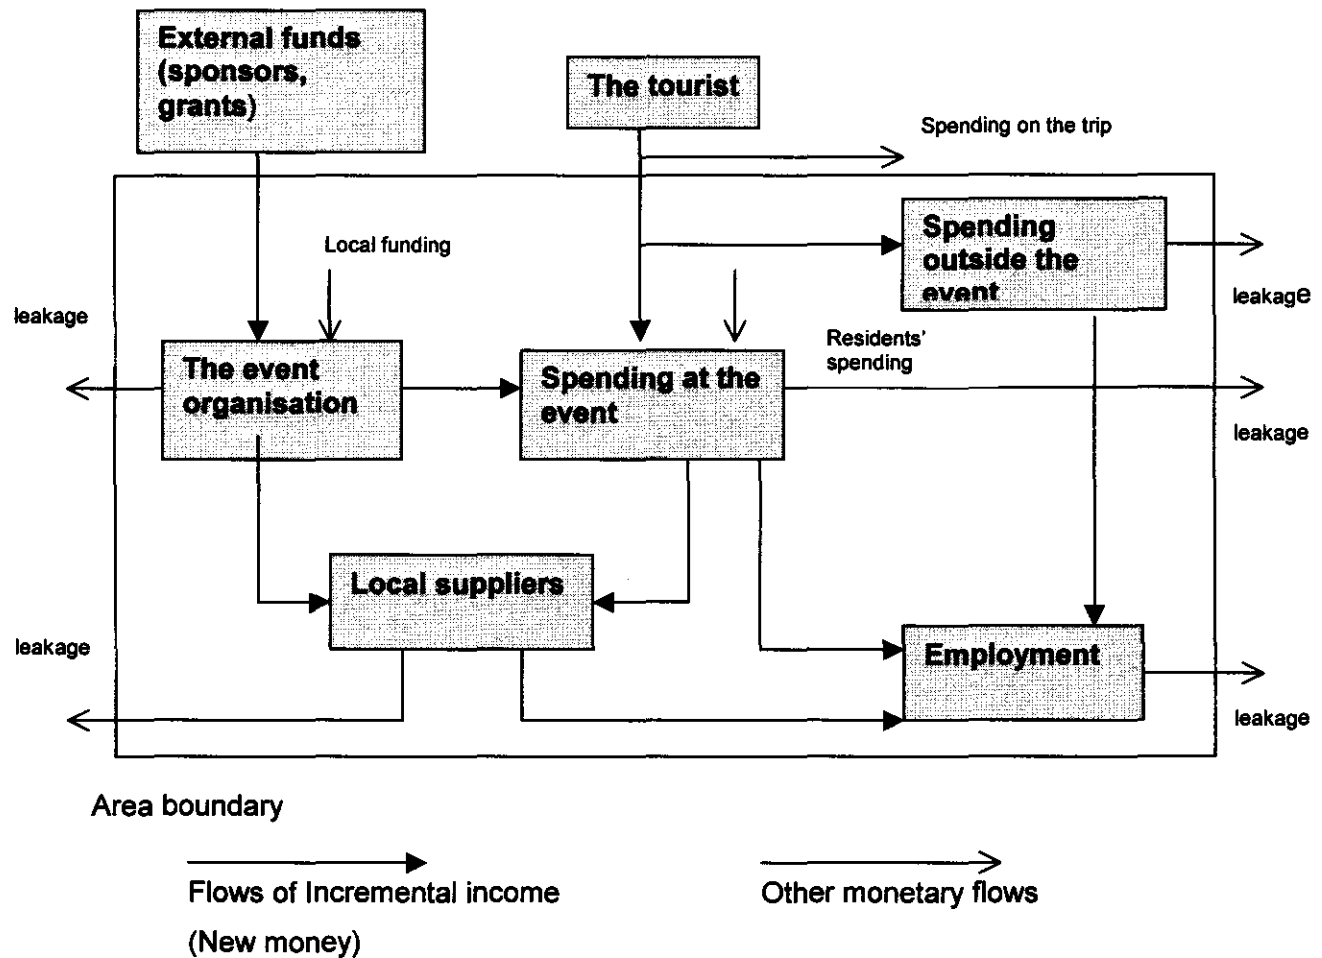 External funds
(sponsors,
grants)
The tourist
Spending on the trip
Spending
outside the
event
Local funding
leakage
leakage
The event
organisation
Spending at the
event
Residents'
spending
leakage
Local suppliers
leakage
Employment
leakage
Area boundary
Flows of Incremental income
(New money)
Other monetary flows